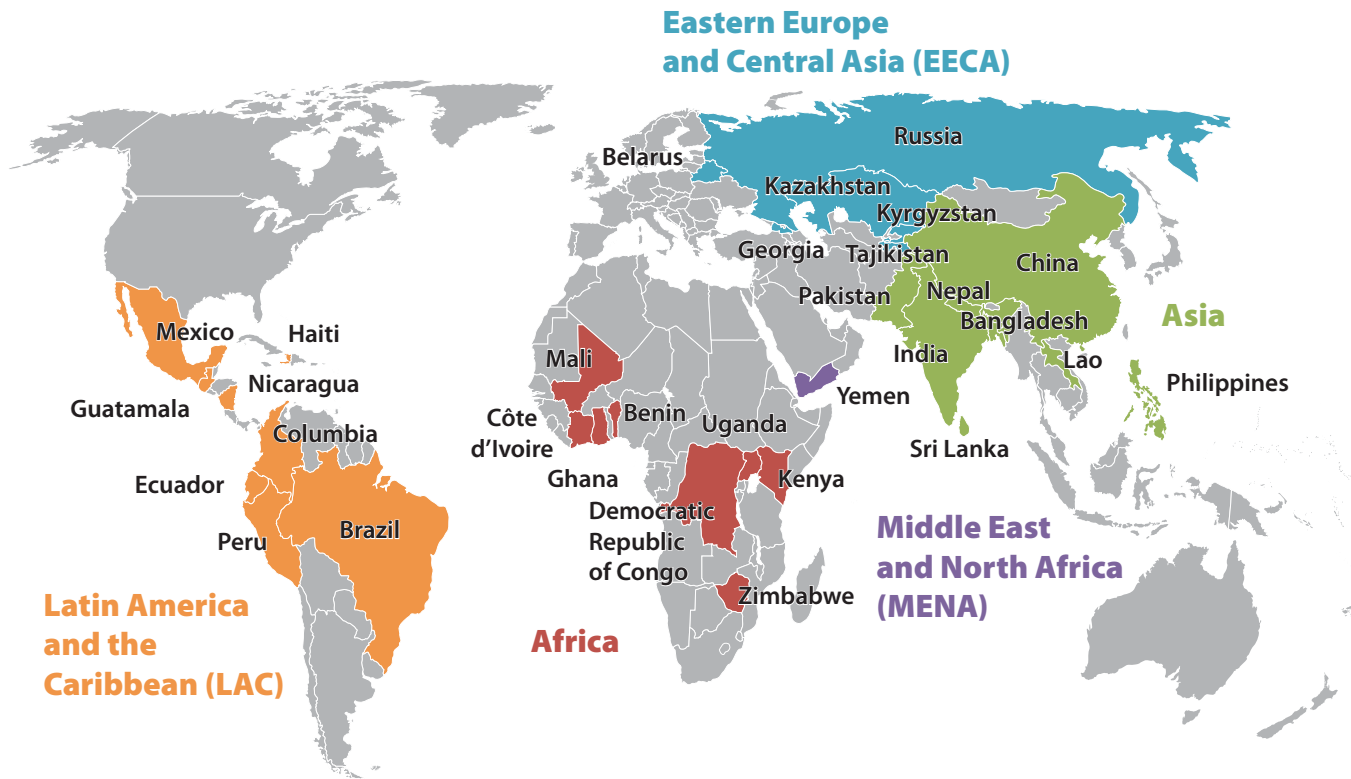 Eastern Europe
and Central Asia (EECA)
Russia
Belarus
Kazakhstan
Kyrgyzstan
Georgia
Tajikistan
China
Pakistan
Nepal
Bangladesh
Asia
India
Lao
Philippines
Sri Lanka
Yemen
Middle East
and North Africa
(MENA)
Mexico
Haiti
Nicaragua
Guatamala
Columbia
Ecuador
Peru
Brazil
Latin America
and the
Caribbean (LAC)
Mali
Côte
d'Ivoire
Benin
Ghana
Uganda
Kenya
Democratic
Republic
of Congo
Zimbabwe
Africa